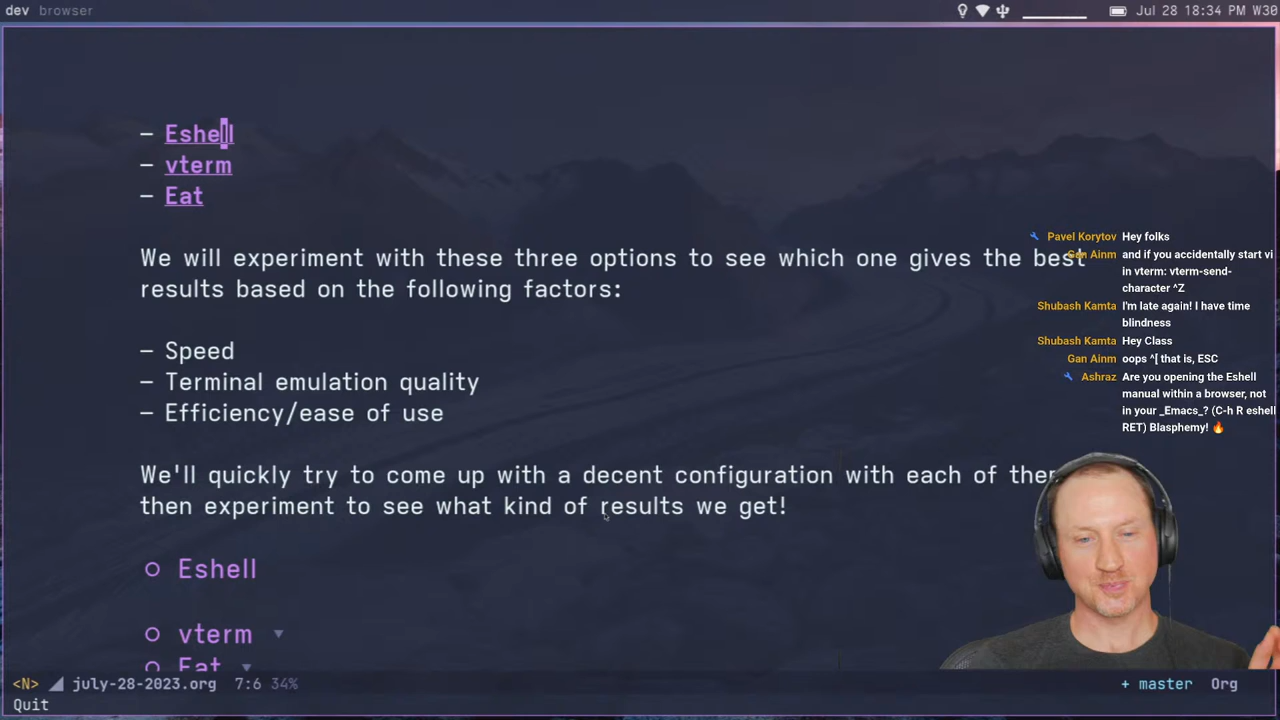 dev browser
Jul 28 18:34 PM W30
– Eshell
– vterm
– Eat
We will experiment with these three options to see which one gives the best
results based on the following factors:
– Speed
– Terminal emulation quality
– Efficiency/ease of use
We'll quickly try to come up with a decent configuration with each of them
then experiment to see what kind of results we get!
Eshell
vterm
Eat
Pavel Korytov Hey folks
Gan Ainm and if you accidentally start vi
in vterm: vterm-send-
character ^Z
Shubash Kamta I'm late again! I have time
blindness
Shubash Kamta Hey Class
Gan Ainm oops ^[ that is, ESC
Ashraz Are you opening the Eshell
manual within a browser, not
in your _Emacs_? (C-h R eshell
RET) Blasphemy! 🔥
<N> july-28-2023.org 7:6 34%
+ master Org
Quit